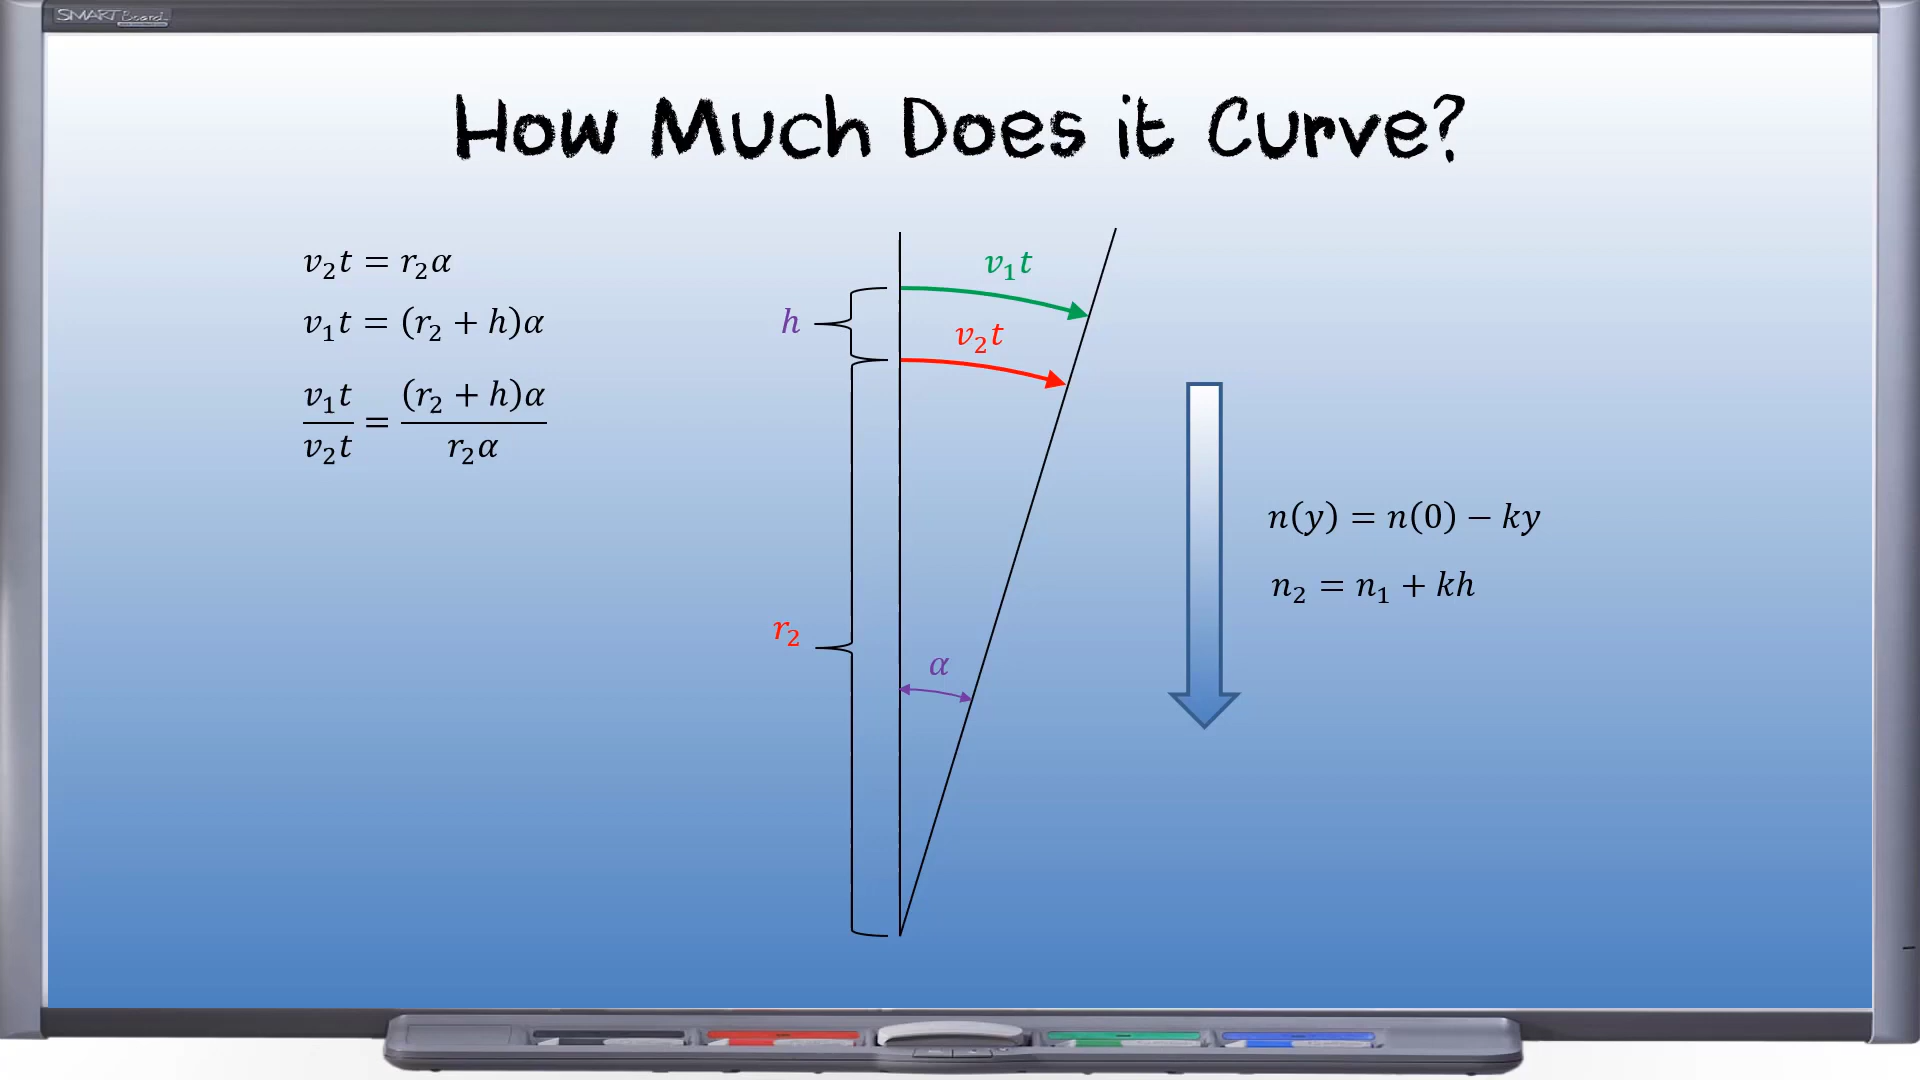 SMART Board
How Much Does it Curve?
v₂t = r₂α
v₁t = (r₂ + h)α
v₁t / v₂t = (r₂ + h)α / r₂α
v₁t
h
v₂t
r₂
α
n(y) = n(0) − ky
n₂ = n₁ + kh